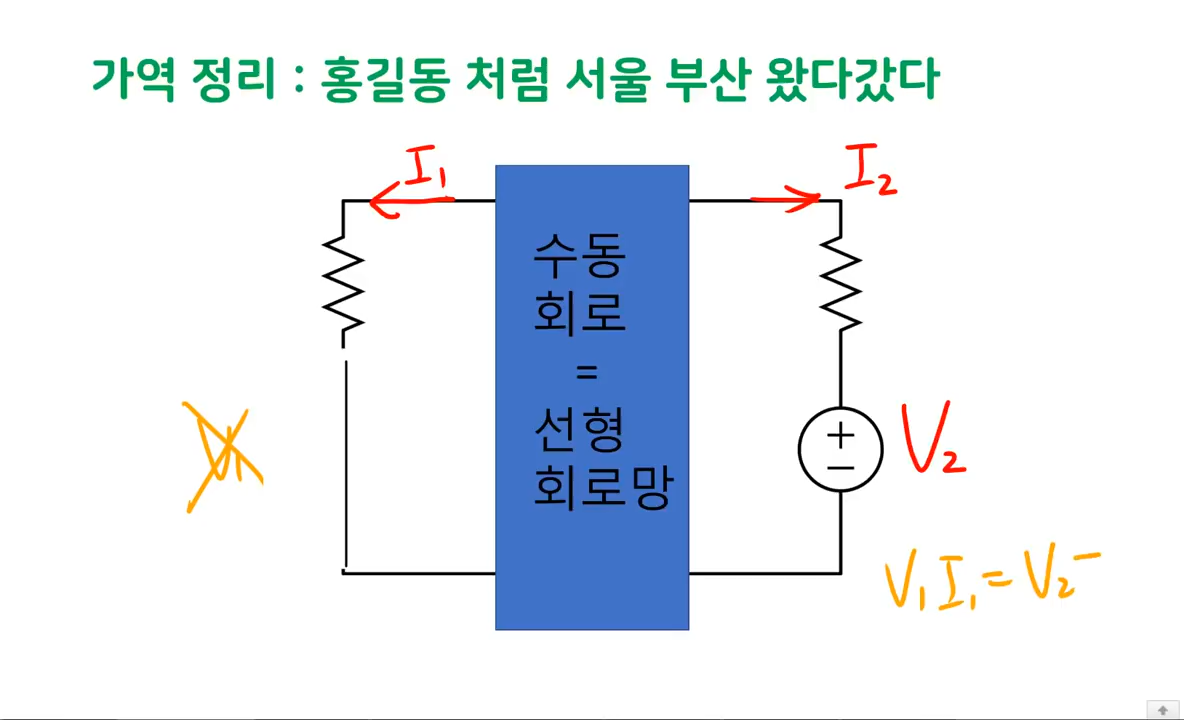 가역 정리 : 홍길동 처럼 서울 부산 왔다갔다
I₁
I₂
수동
회로
=
선형
회로망
V₁
+
−
V₂
V₁I₁=V₂−